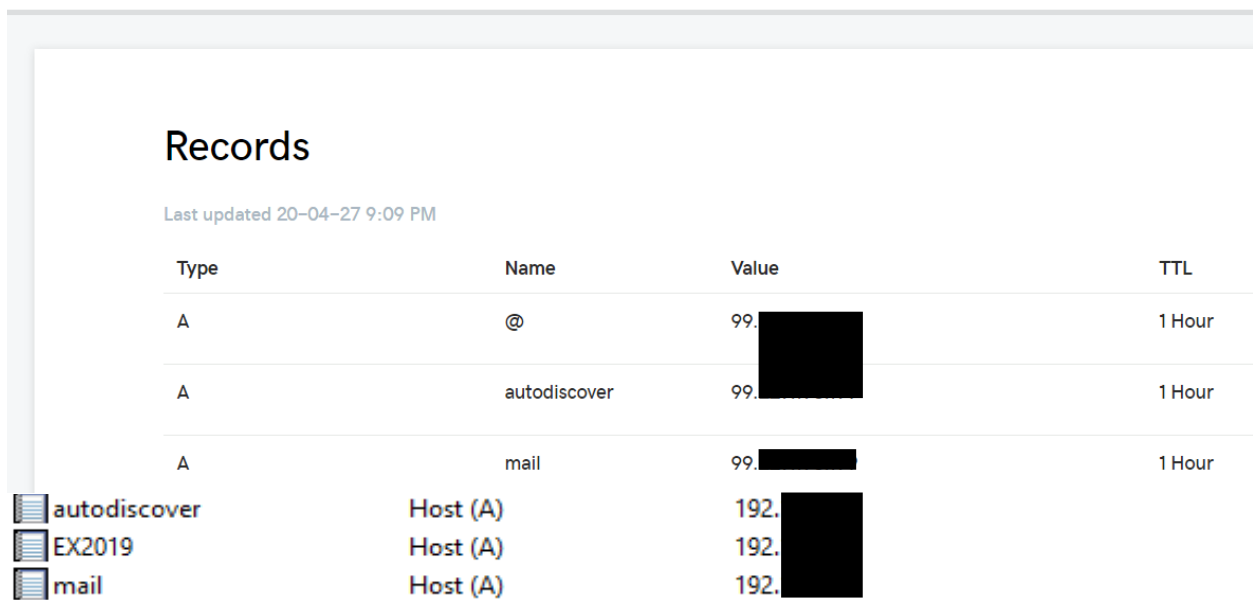 Records
Last updated 20-04-27 9:09 PM
Type Name Value TTL
A @ 99. 1 Hour
A autodiscover 99. 1 Hour
A mail 99. 1 Hour
autodiscover Host (A) 192.
EX2019 Host (A) 192.
mail Host (A) 192.